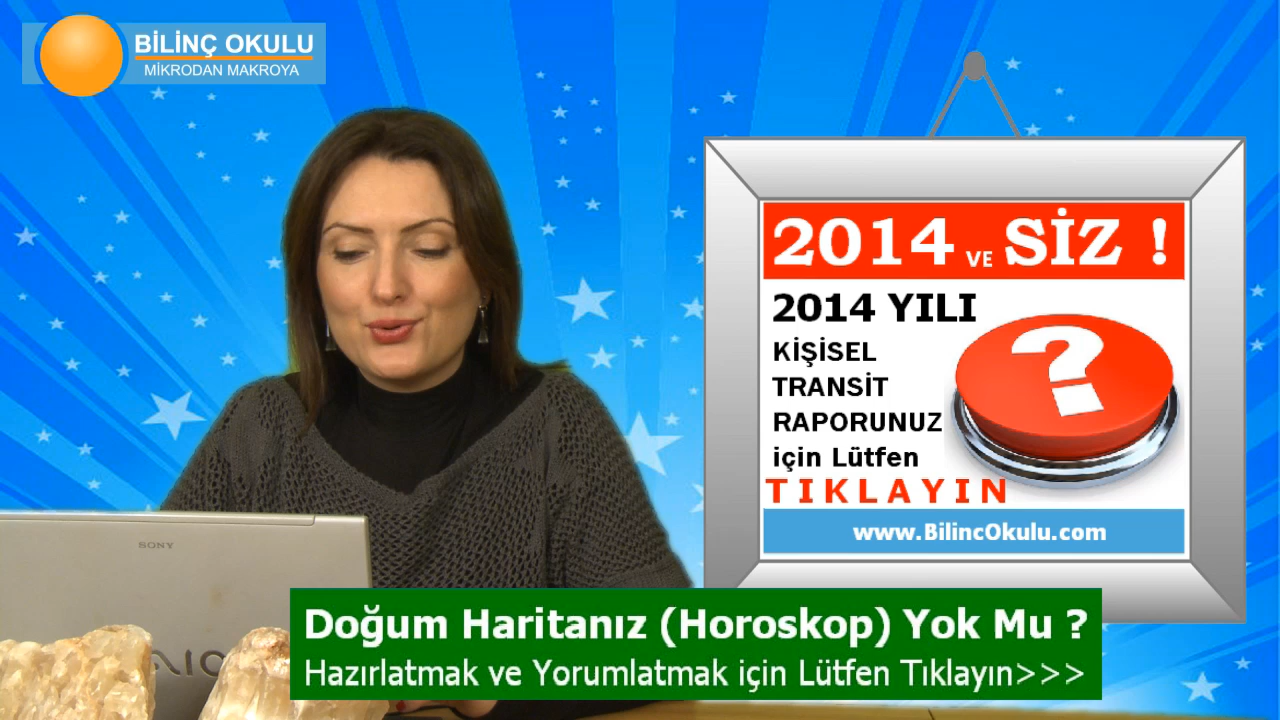 BİLİNÇ OKULU
MİKRODAN MAKROYA
2014 VE SİZ !
2014 YILI
KİŞİSEL
TRANSİT
RAPORUNUZ
için Lütfen
TIKLAYIN
www.BilincOkulu.com
SONY
Doğum Haritanız (Horoskop) Yok Mu ?
Hazırlatmak ve Yorumlatmak için Lütfen Tıklayın>>>